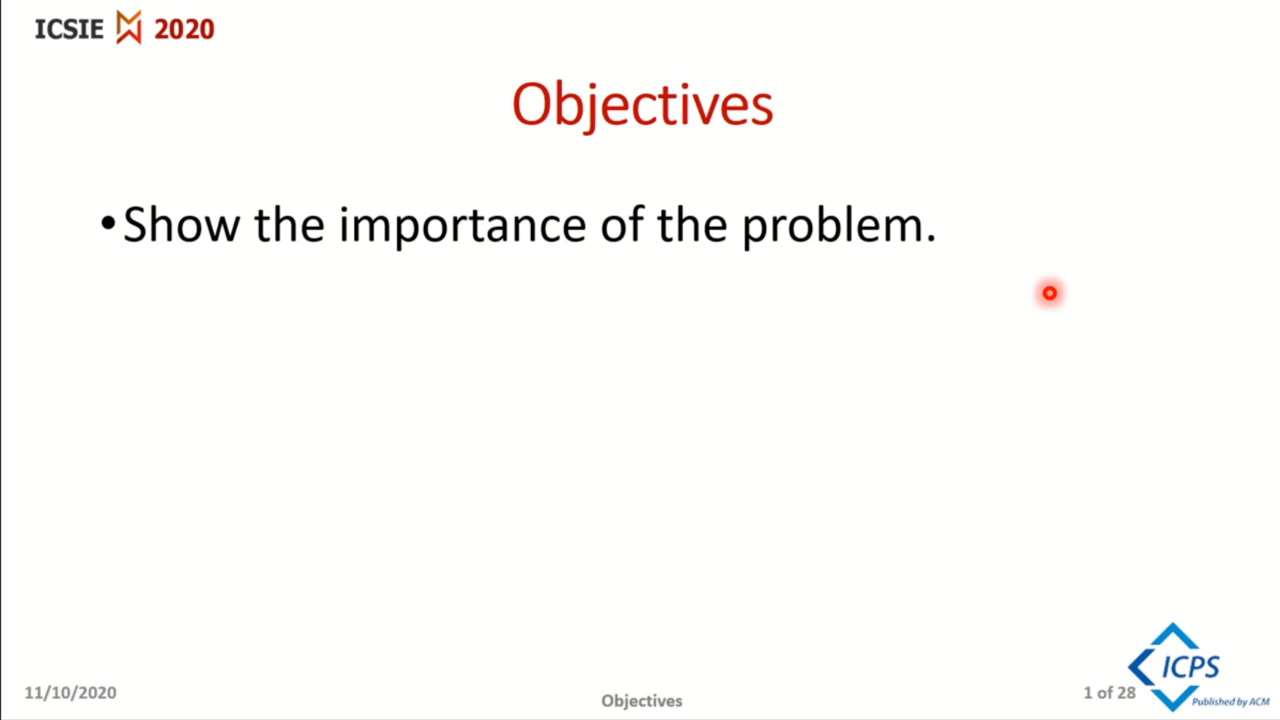 ICSIE 2020
Objectives
•Show the importance of the problem.
11/10/2020
Objectives
1 of 28
ICPS
Published by ACM